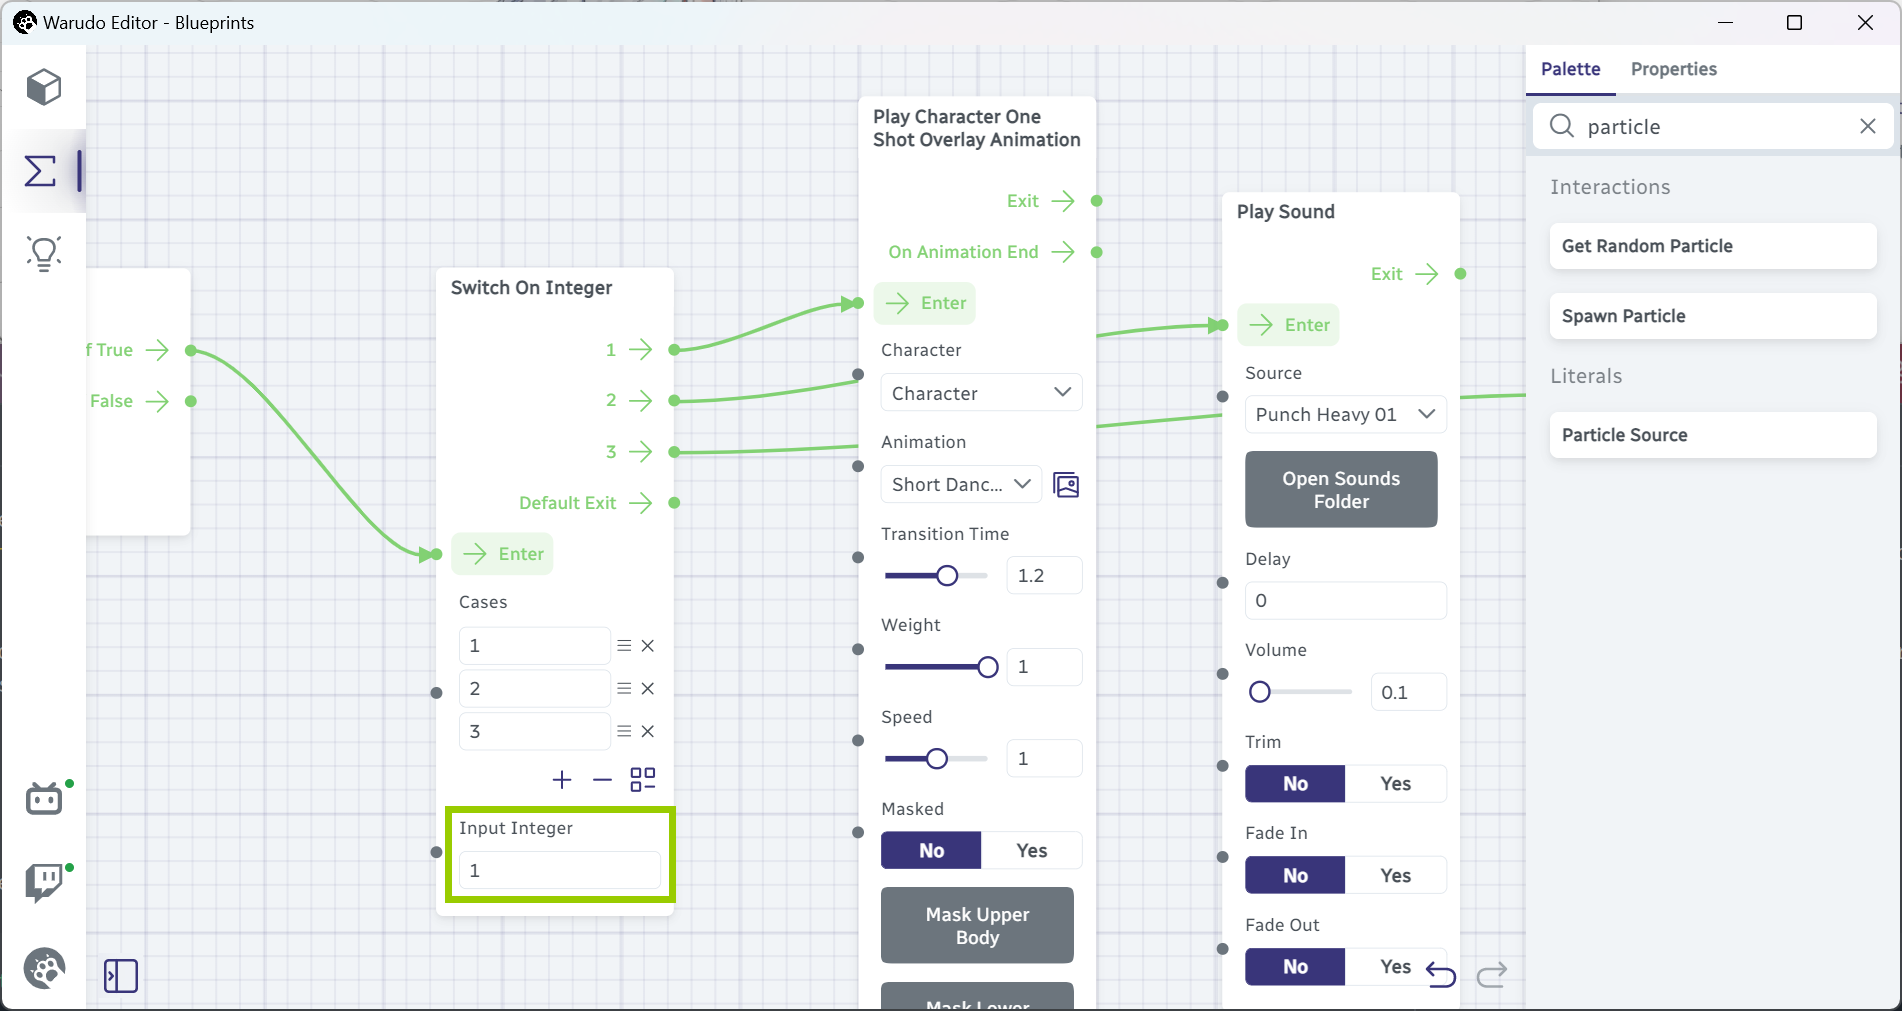 Warudo Editor - Blueprints
f True
False
Switch On Integer
1
2
3
Default Exit
Enter
Cases
1
2
3
Input Integer
1
Play Character One
Shot Overlay Animation
Exit
On Animation End
Enter
Character
Character
Animation
Short Danc...
Transition Time
1.2
Weight
1
Speed
1
Masked
No Yes
Mask Upper
Body
Mask Lower
Play Sound
Exit
Enter
Source
Punch Heavy 01
Open Sounds
Folder
Delay
0
Volume
0.1
Trim
No Yes
Fade In
No Yes
Fade Out
No Yes
Palette Properties
particle
Interactions
Get Random Particle
Spawn Particle
Literals
Particle Source